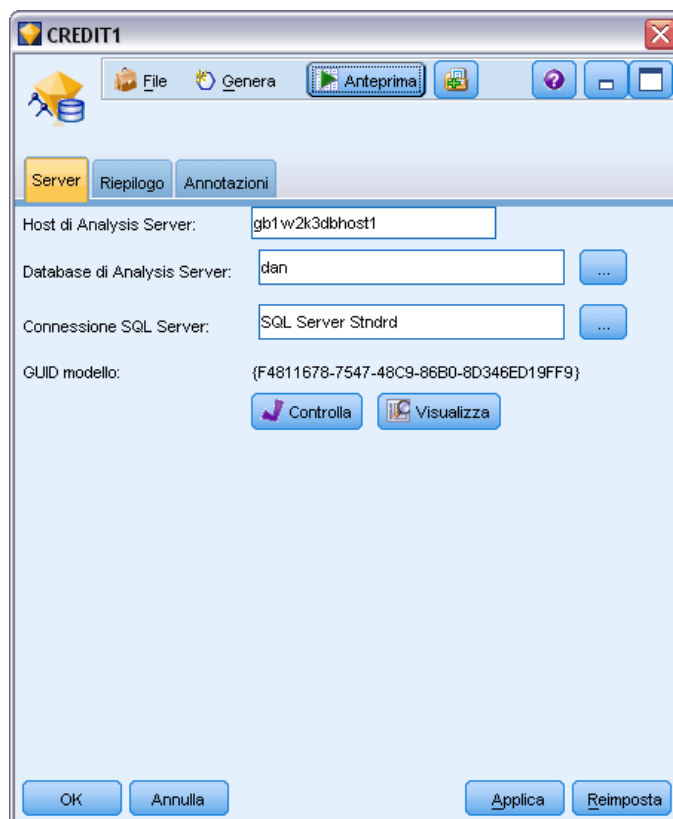 CREDIT1
File Genera Anteprima
Server Riepilogo Annotazioni
Host di Analysis Server: gb1w2k3dbhost1
Database di Analysis Server: dan ...
Connessione SQL Server: SQL Server Stndrd ...
GUID modello: {F4811678-7547-48C9-86B0-8D346ED19FF9}
Controlla Visualizza
OK Annulla Applica Reimposta